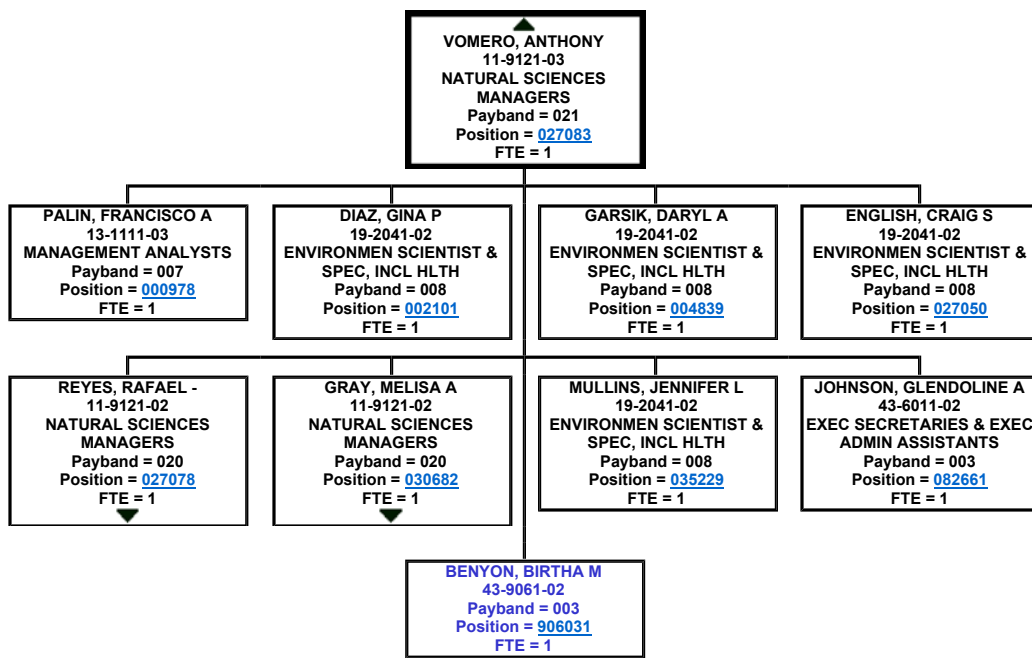 VOMERO, ANTHONY
11-9121-03
NATURAL SCIENCES
MANAGERS
Payband = 021
Position = 027083
FTE = 1
PALIN, FRANCISCO A
13-1111-03
MANAGEMENT ANALYSTS
Payband = 007
Position = 000978
FTE = 1
DIAZ, GINA P
19-2041-02
ENVIRONMEN SCIENTIST &
SPEC, INCL HLTH
Payband = 008
Position = 002101
FTE = 1
GARSIK, DARYL A
19-2041-02
ENVIRONMEN SCIENTIST &
SPEC, INCL HLTH
Payband = 008
Position = 004839
FTE = 1
ENGLISH, CRAIG S
19-2041-02
ENVIRONMEN SCIENTIST &
SPEC, INCL HLTH
Payband = 008
Position = 027050
FTE = 1
REYES, RAFAEL -
11-9121-02
NATURAL SCIENCES
MANAGERS
Payband = 020
Position = 027078
FTE = 1
GRAY, MELISA A
11-9121-02
NATURAL SCIENCES
MANAGERS
Payband = 020
Position = 030682
FTE = 1
MULLINS, JENNIFER L
19-2041-02
ENVIRONMEN SCIENTIST &
SPEC, INCL HLTH
Payband = 008
Position = 035229
FTE = 1
JOHNSON, GLENDOLINE A
43-6011-02
EXEC SECRETARIES & EXEC
ADMIN ASSISTANTS
Payband = 003
Position = 082661
FTE = 1
BENYON, BIRTHA M
43-9061-02
Payband = 003
Position = 906031
FTE = 1